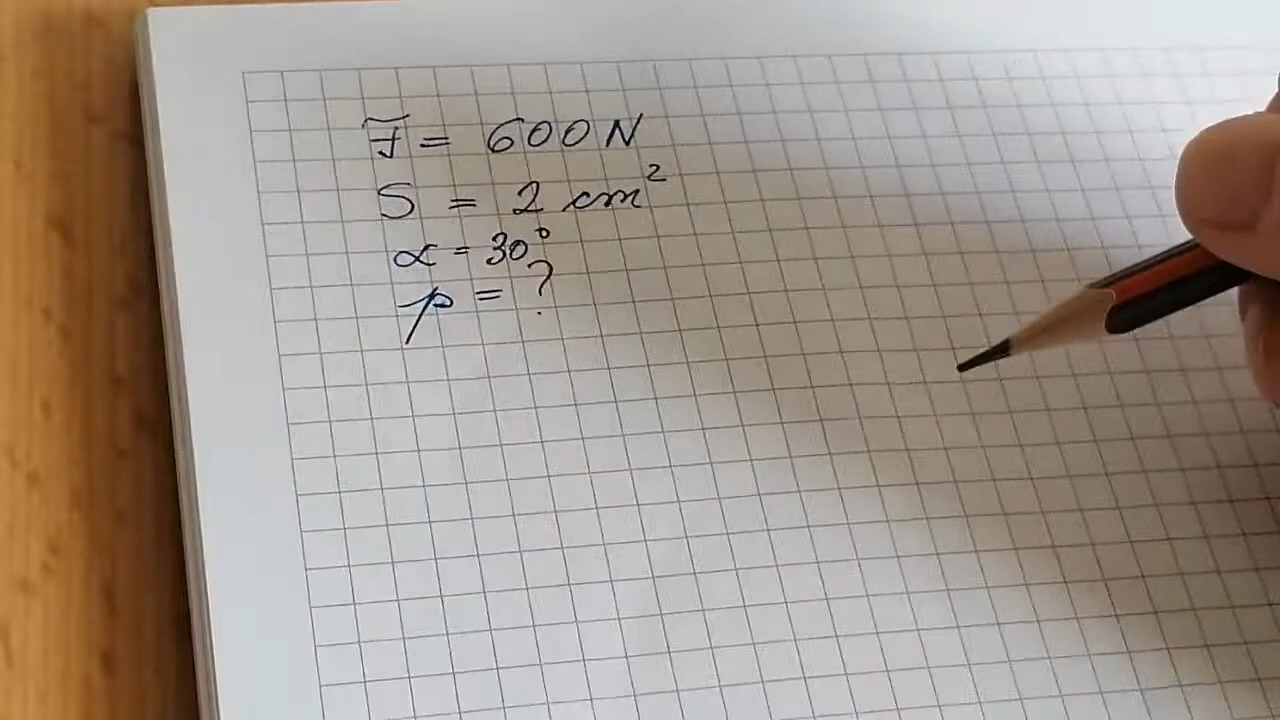 F = 600 N
S = 2 cm²
α = 30°
p = ?